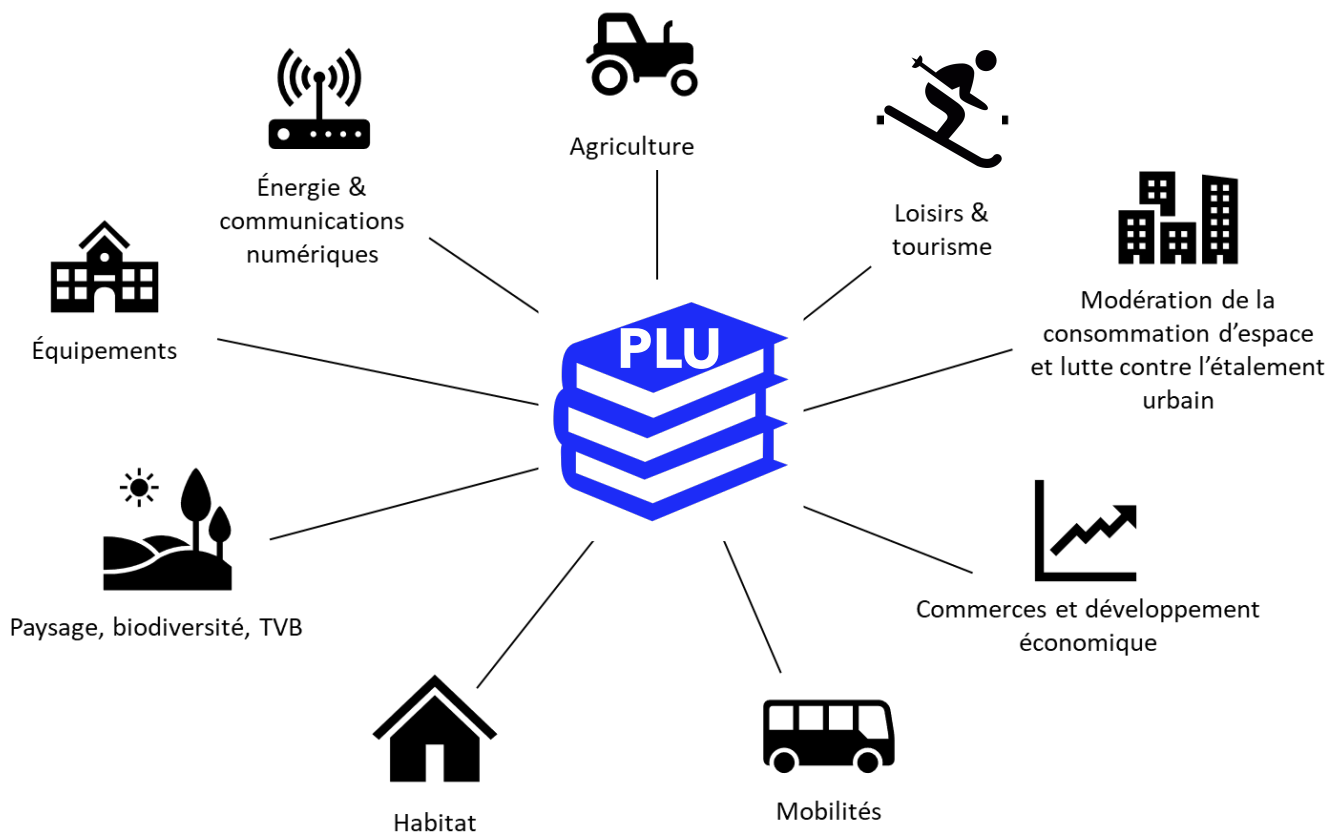 Agriculture
Énergie &
communications
numériques
Loisirs &
tourisme
Équipements
Modération de la
consommation d’espace
et lutte contre l’étalement
urbain
PLU
Paysage, biodiversité, TVB
Commerces et développement
économique
Habitat
Mobilités